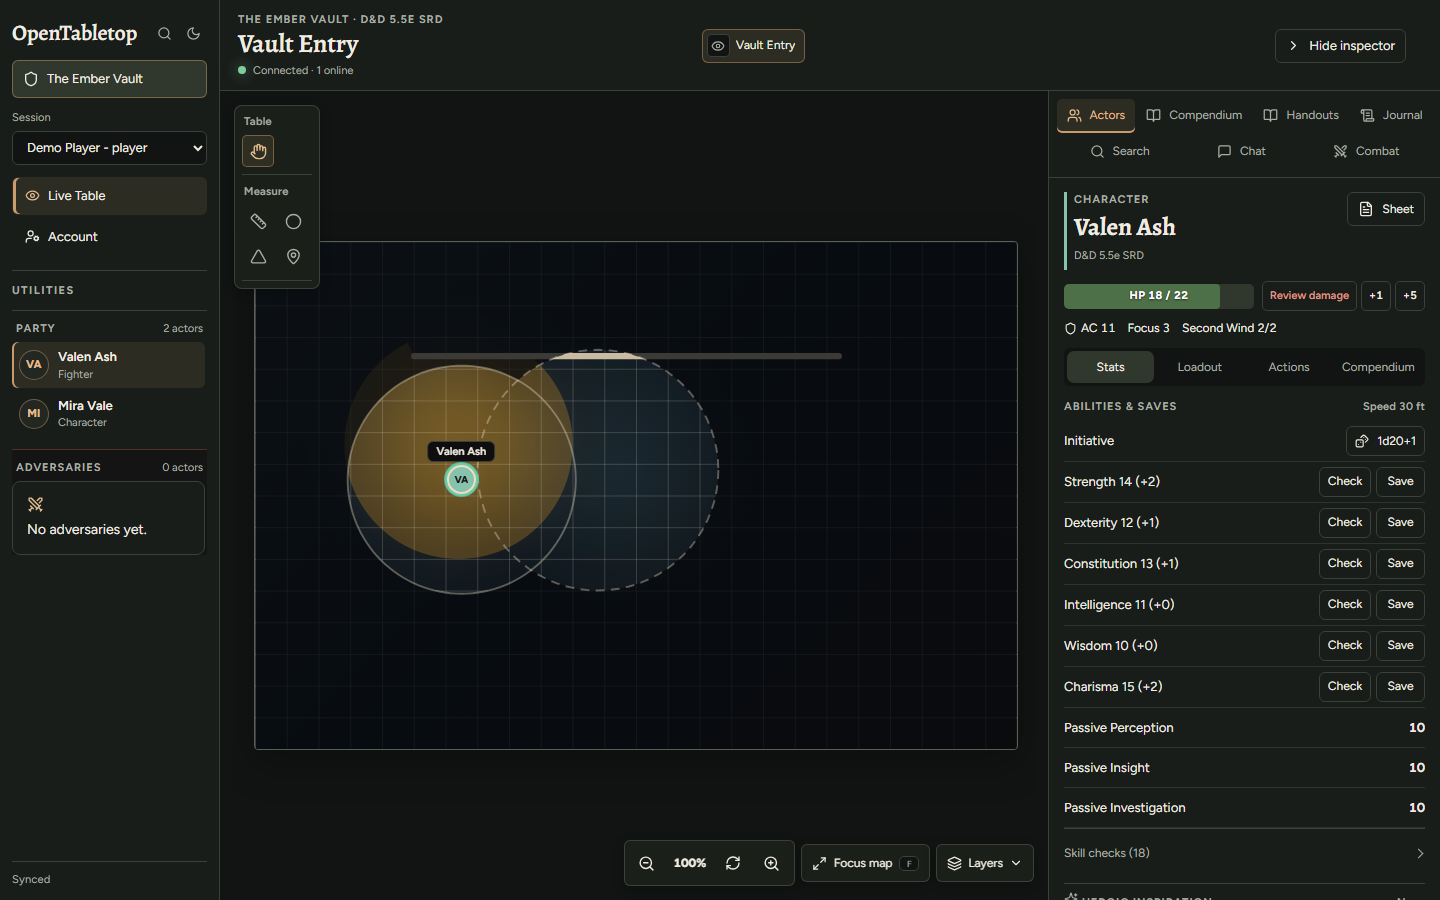 OpenTabletop
The Ember Vault
Session
Demo Player - player
Live Table
Account
UTILITIES
PARTY 2 actors
VA Valen Ash
Fighter
MI Mira Vale
Character
ADVERSARIES 0 actors
No adversaries yet.
Synced
THE EMBER VAULT · D&D 5.5E SRD
Vault Entry
Connected · 1 online
Vault Entry
Hide inspector
Table
Measure
Valen Ash
VA
100%
Focus map F
Layers
Actors Compendium Handouts Journal
Search Chat Combat
CHARACTER
Valen Ash
D&D 5.5e SRD
Sheet
HP 18 / 22 Review damage +1 +5
AC 11 Focus 3 Second Wind 2/2
Stats Loadout Actions Compendium
ABILITIES & SAVES Speed 30 ft
Initiative 1d20+1
Strength 14 (+2) Check Save
Dexterity 12 (+1) Check Save
Constitution 13 (+1) Check Save
Intelligence 11 (+0) Check Save
Wisdom 10 (+0) Check Save
Charisma 15 (+2) Check Save
Passive Perception 10
Passive Insight 10
Passive Investigation 10
Skill checks (18)
HEROIC INSPIRATION